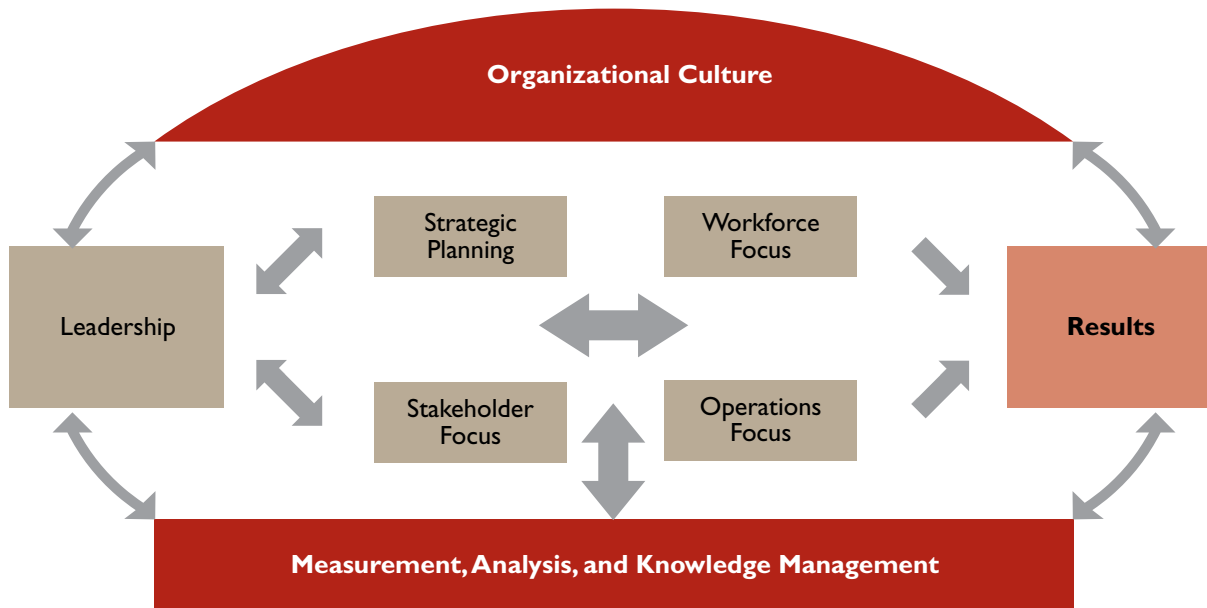 Organizational Culture
Strategic
Planning
Workforce
Focus
Leadership
Results
Stakeholder
Focus
Operations
Focus
Measurement, Analysis, and Knowledge Management